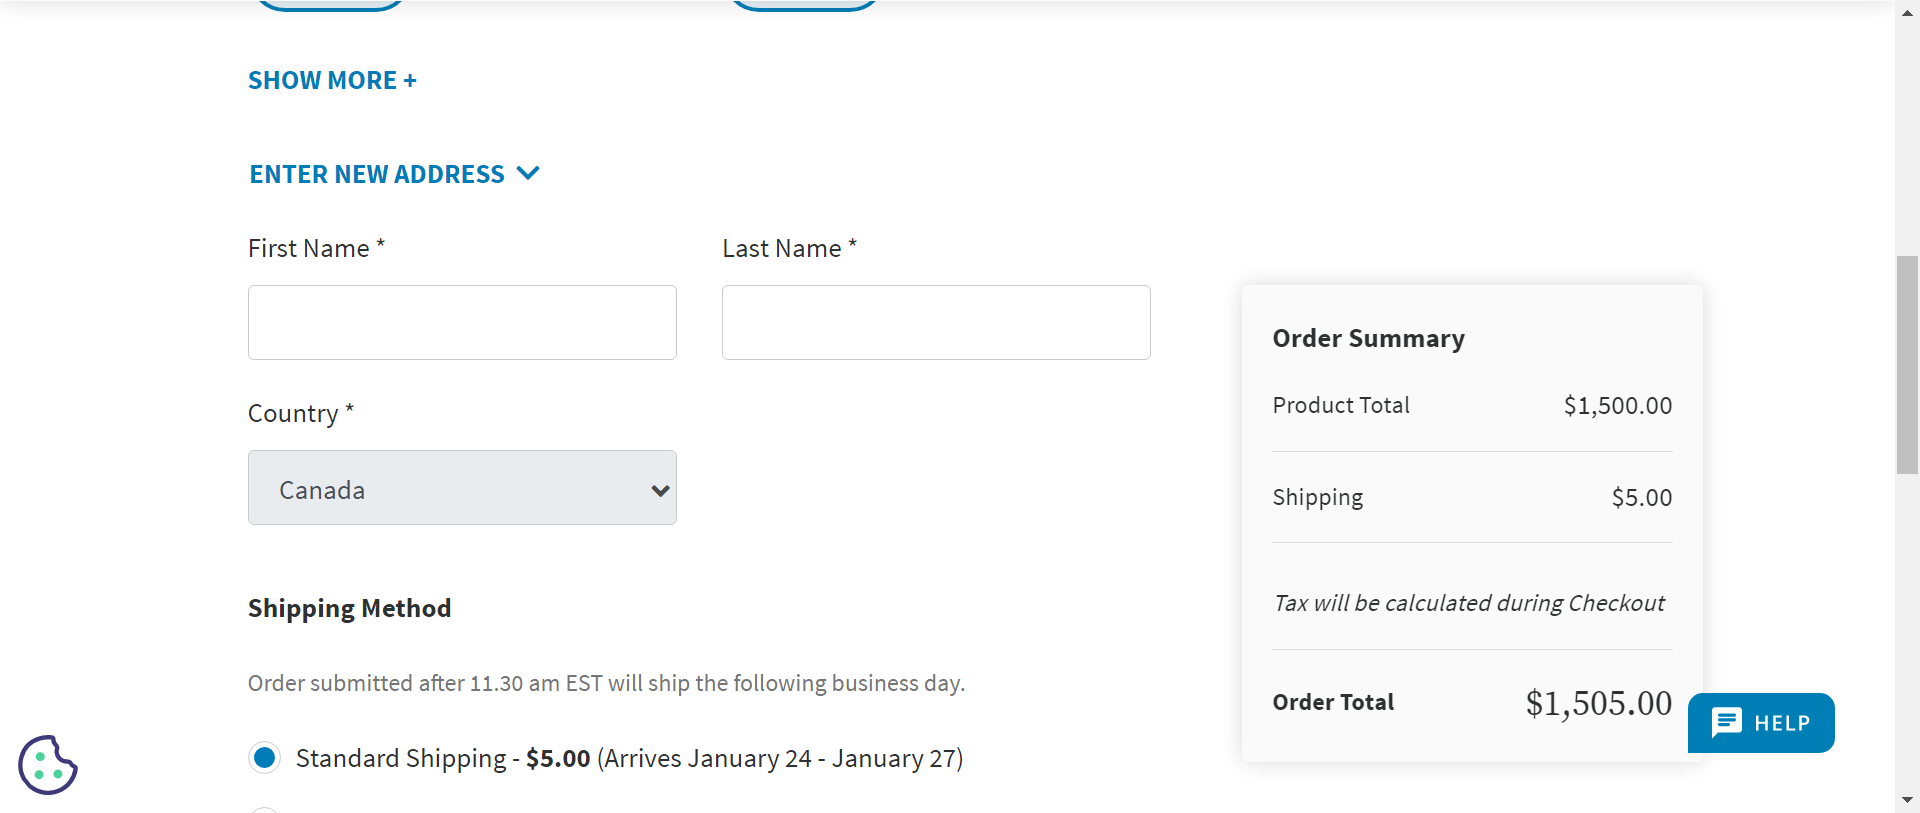 SHOW MORE +
ENTER NEW ADDRESS
First Name *
Last Name *
Country *
Canada
Shipping Method
Order submitted after 11.30 am EST will ship the following business day.
Standard Shipping - $5.00 (Arrives January 24 - January 27)
Order Summary
Product Total $1,500.00
Shipping $5.00
Tax will be calculated during Checkout
Order Total $1,505.00
HELP